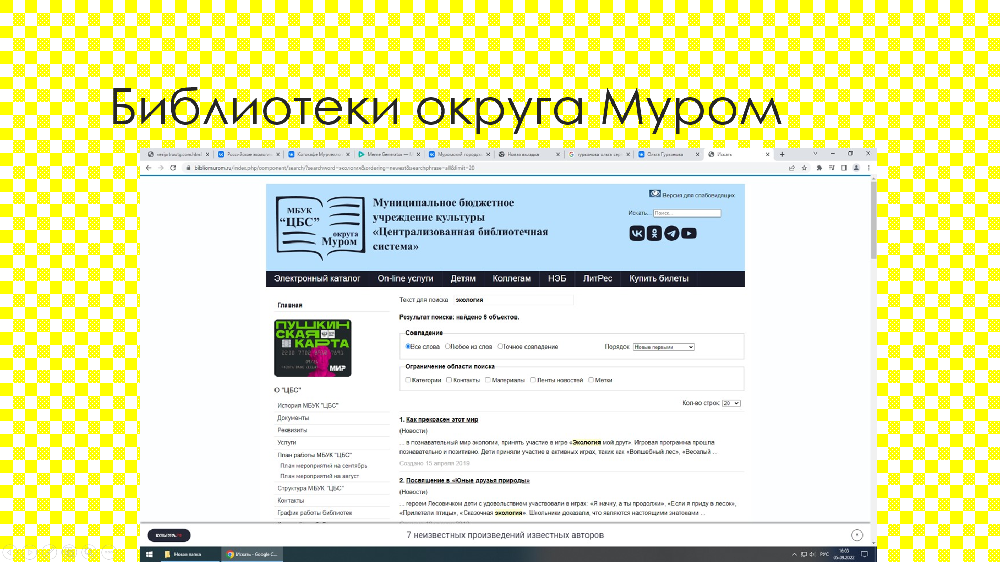 Библиотеки округа Муром
veriprtroutg.com.html
Российское экологич
Котокафе Мурчелло
Meme Generator —
Муромский городск
Новая вкладка
гурьянова ольга серг
Ольга Гурьянова
Искать
bibliomurom.ru/index.php/component/search/?searchword=экология&ordering=newest&searchphrase=all&limit=20
МБУК
“ЦБС”
округа
Муром
Муниципальное бюджетное
учреждение культуры
«Централизованная библиотечная
система»
Версия для слабовидящих
Искать... Поиск...
Электронный каталог On-line услуги Детям Коллегам НЭБ ЛитРес Купить билеты
Главная
ПУШКИН
СКАЯ
КАРТА
2200 7702 8910 7891
09/26
POCHTA BANK CLIENT
МИР
О "ЦБС"
История МБУК "ЦБС"
Документы
Реквизиты
Услуги
План работы МБУК "ЦБС"
План мероприятий на сентябрь
План мероприятий на август
Структура МБУК "ЦБС"
Контакты
График работы библиотек
Текст для поиска экология
Результат поиска: найдено 6 объектов.
Совпадение
Все слова Любое из слов Точное совпадение Порядок Новые первыми
Ограничение области поиска
Категории Контакты Материалы Ленты новостей Метки
Кол-во строк: 20
1. Как прекрасен этот мир
(Новости)
... в познавательный мир экологии, принять участие в игре «Экология мой друг». Игровая программа прошла
познавательно и позитивно. Дети приняли участие в активных играх, таких как «Волшебный лес», «Веселый ...
Создано 15 апреля 2019
2. Посвящение в «Юные друзья природы»
(Новости)
... героем Лесовичком дети с удовольствием участвовали в играх: «Я начну, а ты продолжи», «Если я приду в лесок»,
«Прилетели птицы», «Сказочная экология». Школьники доказали, что являются настоящими знатоками ...
КУЛЬТУРА.РФ
7 неизвестных произведений известных авторов
Новая папка
Искать - Google C...
РУС
16:03
05.09.2022